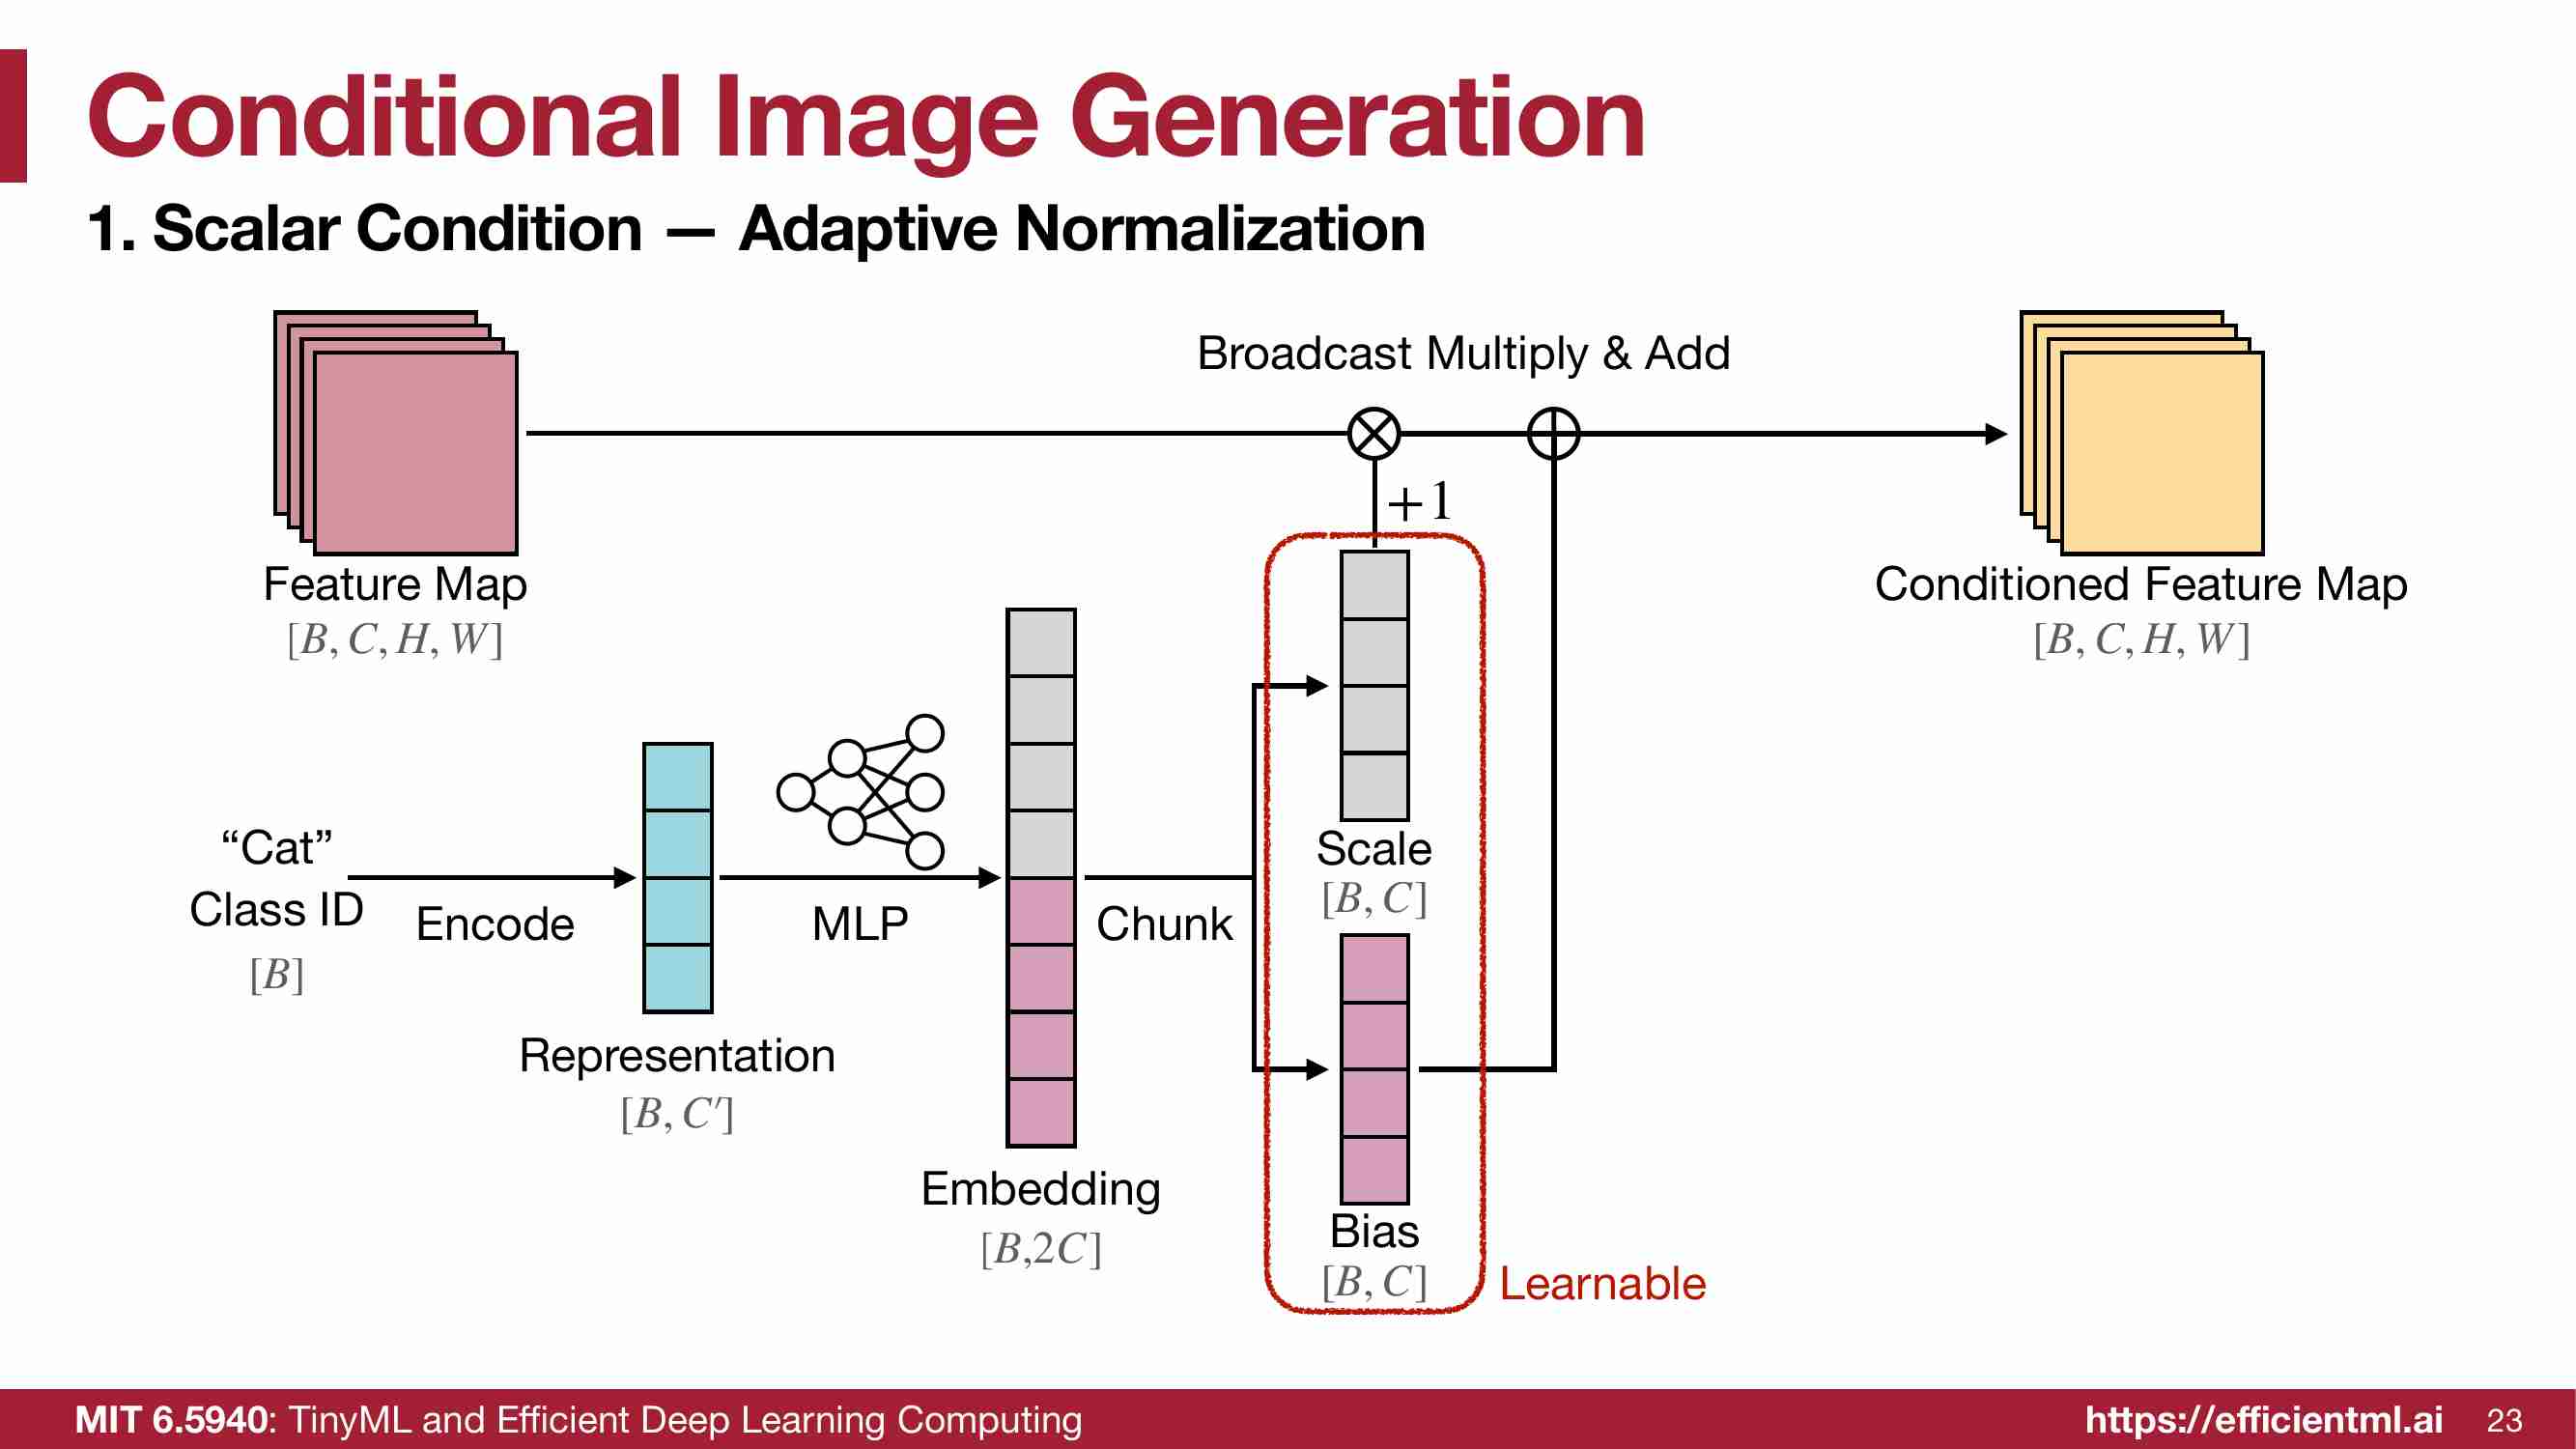 Conditional Image Generation
1. Scalar Condition — Adaptive Normalization
Broadcast Multiply & Add
+1
Feature Map
[B, C, H, W]
Conditioned Feature Map
[B, C, H, W]
“Cat”
Class ID
[B]
Encode
Representation
[B, C′]
MLP
Embedding
[B,2C]
Chunk
Scale
[B, C]
Bias
[B, C]
Learnable
MIT 6.5940: TinyML and Efficient Deep Learning Computing
https://efficientml.ai
23